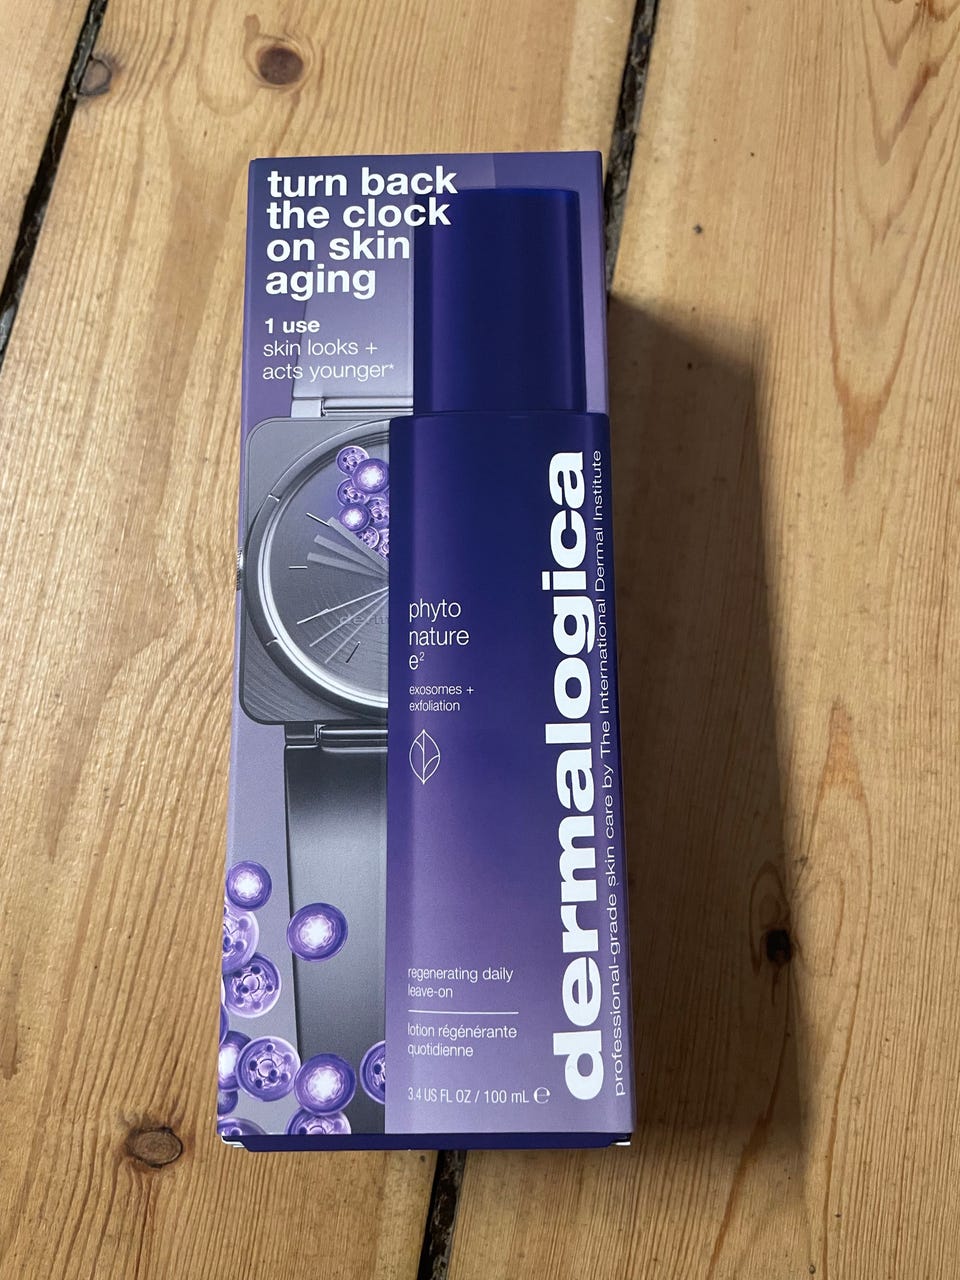 turn back
the clock
on skin
aging
1 use
skin looks +
acts younger*
phyto
nature
e²
exosomes +
exfoliation
regenerating daily
leave-on
lotion régénérante
quotidienne
3.4 US FL OZ / 100 mL ℮
dermalogica
professional-grade skin care by The International Dermal Institute